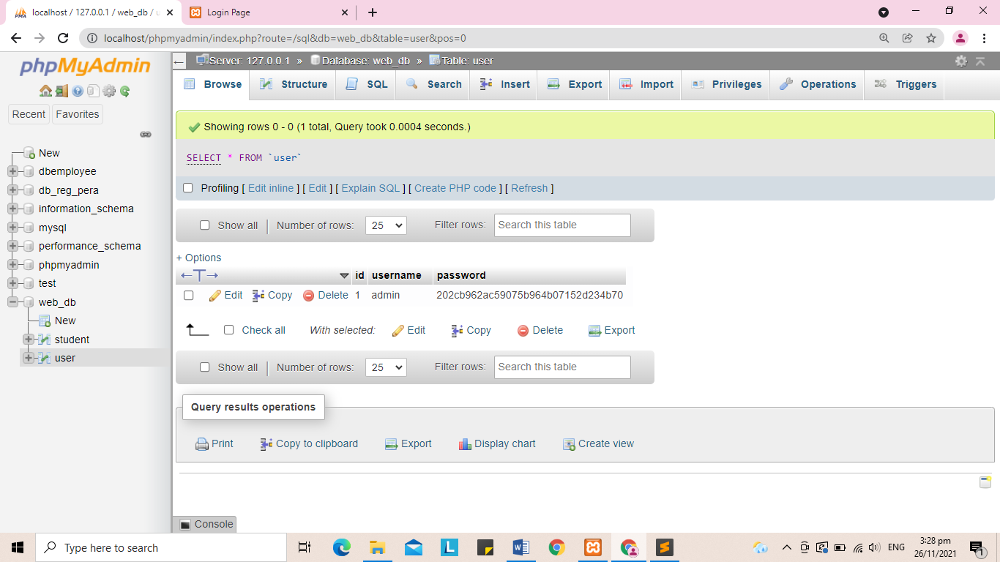 localhost / 127.0.0.1 / web_db / u
Login Page
localhost/phpmyadmin/index.php?route=/sql&db=web_db&table=user&pos=0
phpMyAdmin
Recent Favorites
New
dbemployee
db_reg_pera
information_schema
mysql
performance_schema
phpmyadmin
test
web_db
New
student
user
Server: 127.0.0.1 » Database: web_db » Table: user
Browse Structure SQL Search Insert Export Import Privileges Operations Triggers
Showing rows 0 - 0 (1 total, Query took 0.0004 seconds.)
SELECT * FROM `user`
Profiling [ Edit inline ] [ Edit ] [ Explain SQL ] [ Create PHP code ] [ Refresh ]
Show all Number of rows: 25 Filter rows: Search this table
+ Options
id username password
Edit Copy Delete 1 admin 202cb962ac59075b964b07152d234b70
Check all With selected: Edit Copy Delete Export
Show all Number of rows: 25 Filter rows: Search this table
Query results operations
Print Copy to clipboard Export Display chart Create view
Console
Type here to search
ENG
3:28 pm
26/11/2021
1